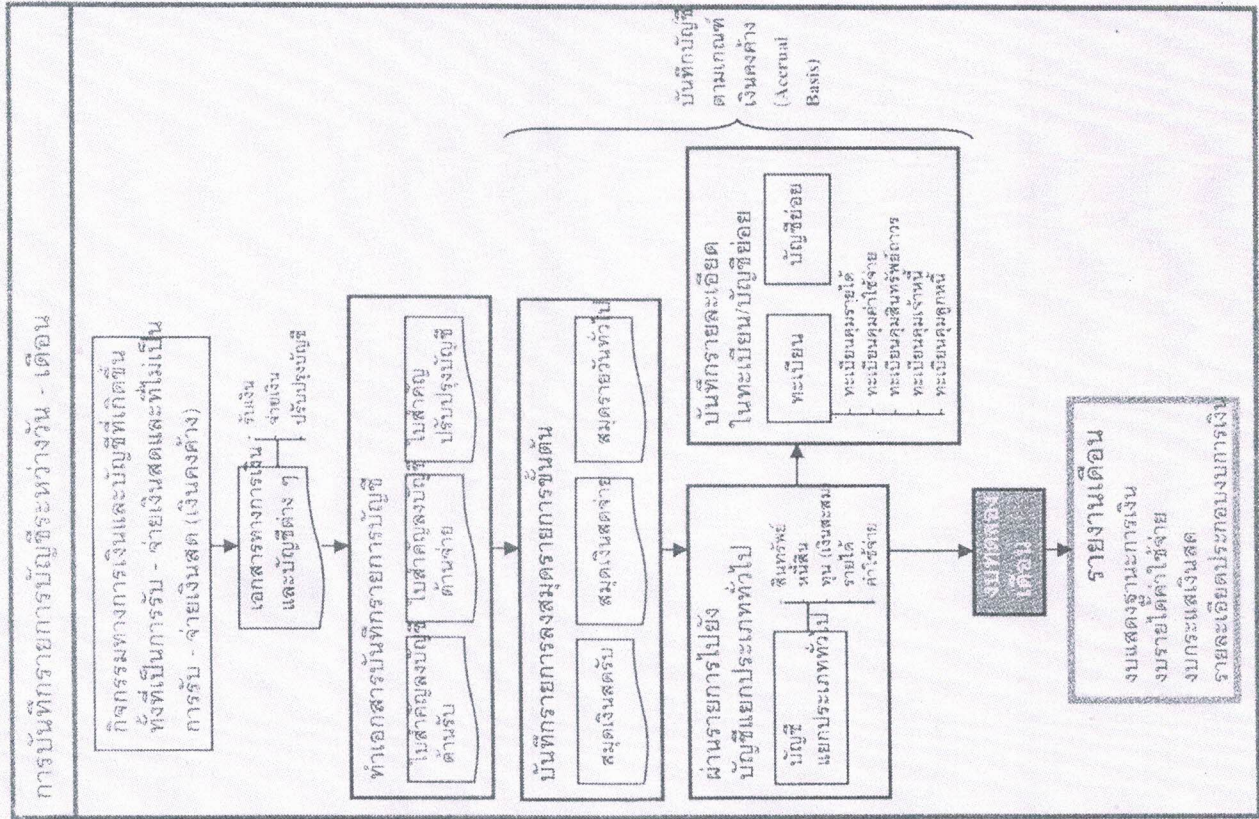 การบันทึกรายการบัญชีระหว่างวัน - เดือน
กิจกรรมทางการเงินและบัญชีที่เกิดขึ้น
ทั้งที่เป็นการรับ - จ่ายเงินสดและที่ไม่เป็น
การรับ - จ่ายเงินสด (เงินคงค้าง)
เอกสารทางการเงิน
และบัญชีต่าง ๆ
รับเงิน
จ่ายเงิน
ปรับปรุงบัญชี
ทำเอกสารบันทึกรายการบัญชี
ใบสำคัญลงบัญชี
ด้านรับ
ใบสำคัญลงบัญชี
ด้านจ่าย
ใบสำคัญ
ปรับปรุงบัญชี
บันทึกรายการลงสมุดรายการขั้นต้น
สมุดเงินสดรับ
สมุดเงินสดจ่าย
สมุดรายวันทั่วไป
ผ่านรายการไปยัง
บัญชีแยกประเภททั่วไป
บัญชี
แยกประเภททั่วไป
สินทรัพย์
หนี้สิน
ทุน (เงินสะสม
รายได้
ค่าใช้จ่าย
บันทึกรายละเอียด
ในทะเบียน/บัญชีย่อย
ทะเบียน
บัญชีย่อย
ทะเบียนคุมรายได้
ทะเบียนคุมค่าใช้จ่าย
ทะเบียนคุมสินทรัพย์ถาวร
ทะเบียนคุมเจ้าหนี้
ทะเบียนคุมลูกหนี้
บันทึกบัญชี
ตามเกณฑ์
เงินคงค้าง
(Accrual
Basis)
งบทดลอง
เดือน
รายงานเดือน
งบแสดงฐานะการเงิน
งบรายได้ค่าใช้จ่าย
งบกระแสเงินสด
รายละเอียดประกอบงบการเงิน